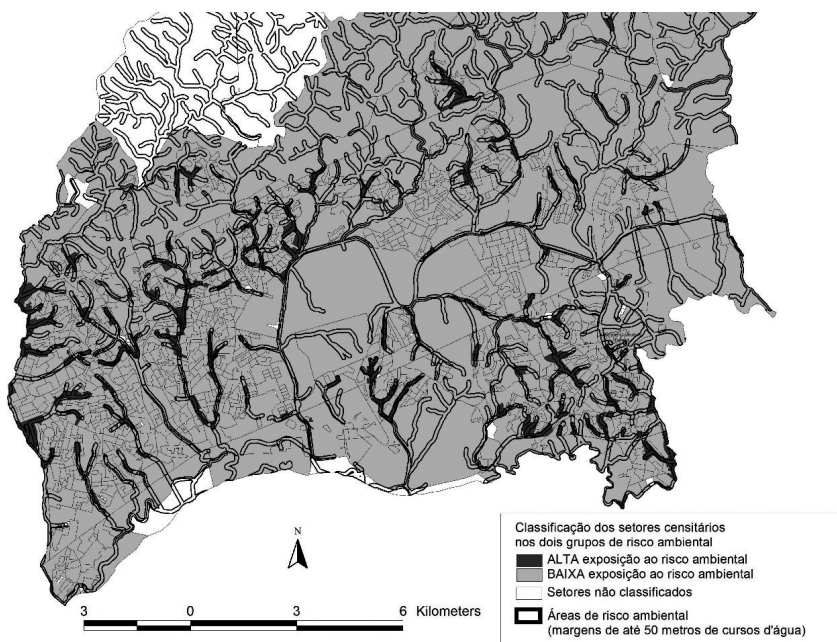 N
3 0 3 6 Kilometers
Classificação dos setores censitários
nos dois grupos de risco ambiental
ALTA exposição ao risco ambiental
BAIXA exposição ao risco ambiental
Setores não classificados
Áreas de risco ambiental
(margens de até 50 metros de cursos d'água)